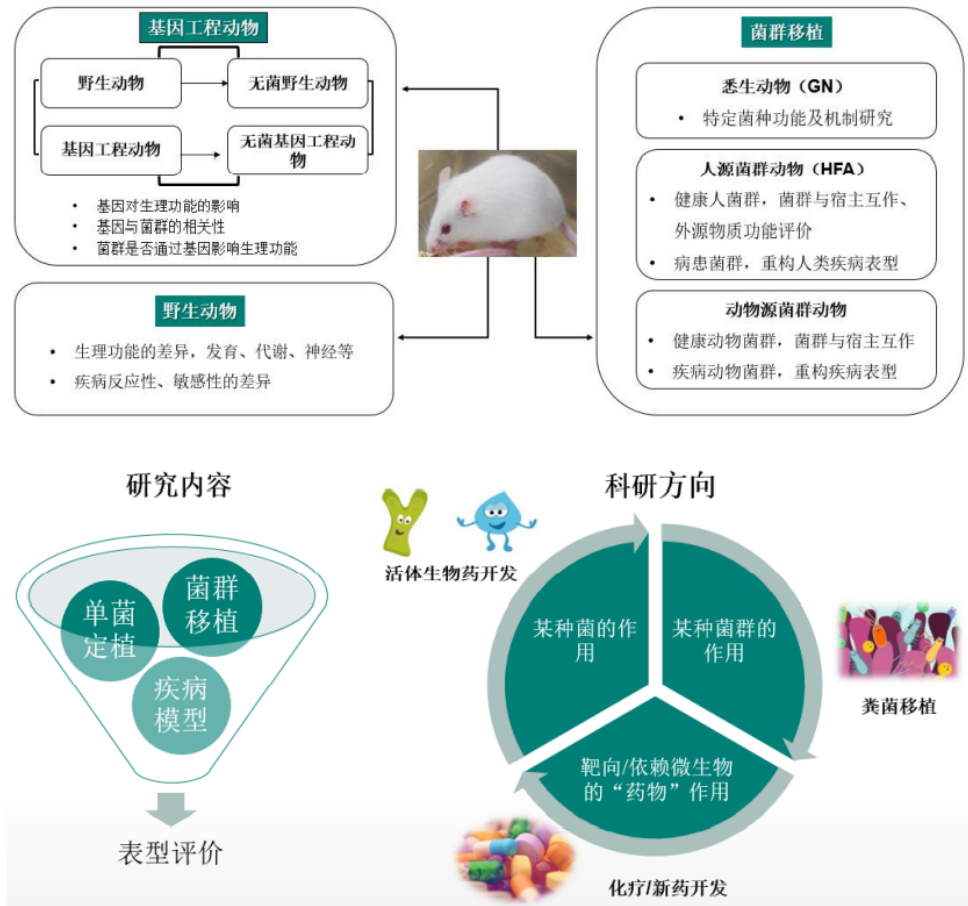 基因工程动物
野生动物
无菌野生动物
基因工程动物
无菌基因工程动
物
• 基因对生理功能的影响
• 基因与菌群的相关性
• 菌群是否通过基因影响生理功能
野生动物
• 生理功能的差异，发育、代谢、神经等
• 疾病反应性、敏感性的差异
菌群移植
悉生动物（GN）
• 特定菌种功能及机制研究
人源菌群动物（HFA）
• 健康人菌群，菌群与宿主互作、
外源物质功能评价
• 病患菌群，重构人类疾病表型
动物源菌群动物
• 健康动物菌群，菌群与宿主互作
• 疾病动物菌群，重构疾病表型
研究内容
单菌
定植
菌群
移植
疾病
模型
表型评价
科研方向
活体生物药开发
某种菌的作
用
某种菌群的
作用
粪菌移植
靶向/依赖微生物
的“药物”作用
化疗/新药开发